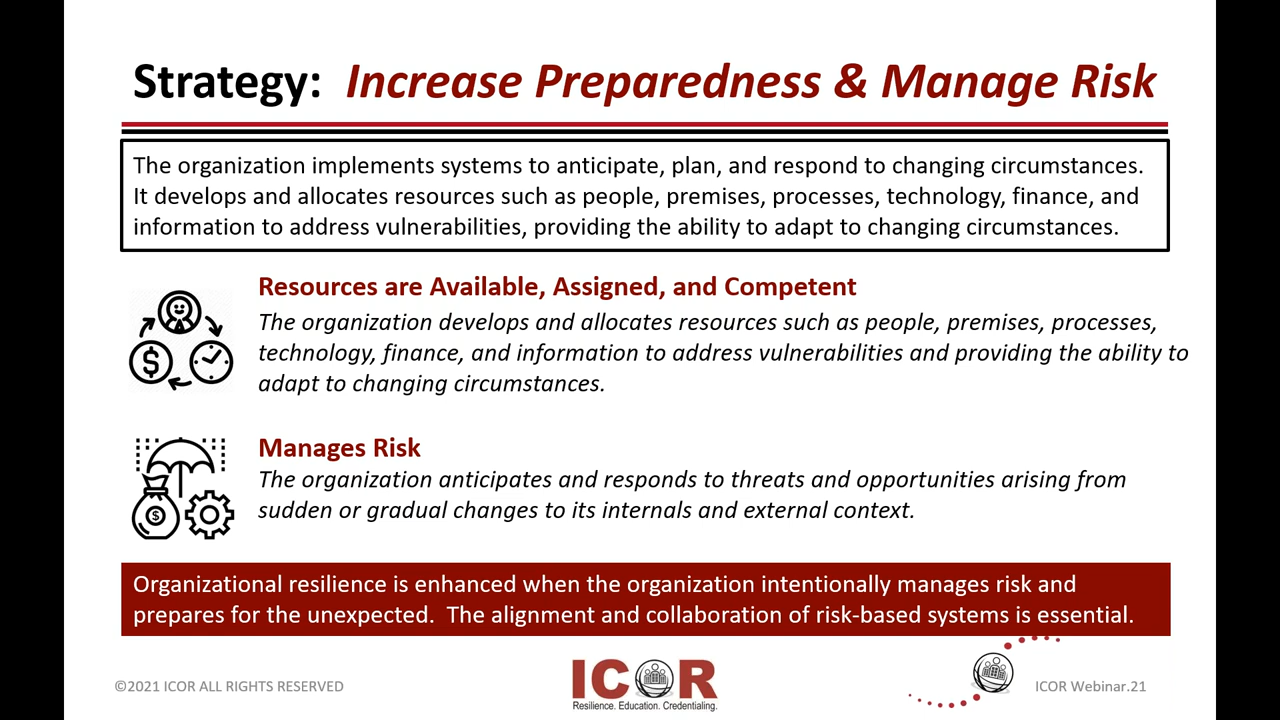 Strategy: Increase Preparedness & Manage Risk
The organization implements systems to anticipate, plan, and respond to changing circumstances.
It develops and allocates resources such as people, premises, processes, technology, finance, and
information to address vulnerabilities, providing the ability to adapt to changing circumstances.
Resources are Available, Assigned, and Competent
The organization develops and allocates resources such as people, premises, processes,
technology, finance, and information to address vulnerabilities and providing the ability to
adapt to changing circumstances.
Manages Risk
The organization anticipates and responds to threats and opportunities arising from
sudden or gradual changes to its internals and external context.
Organizational resilience is enhanced when the organization intentionally manages risk and
prepares for the unexpected. The alignment and collaboration of risk-based systems is essential.
©2021 ICOR ALL RIGHTS RESERVED
ICOR
Resilience. Education. Credentialing.
ICOR Webinar.21